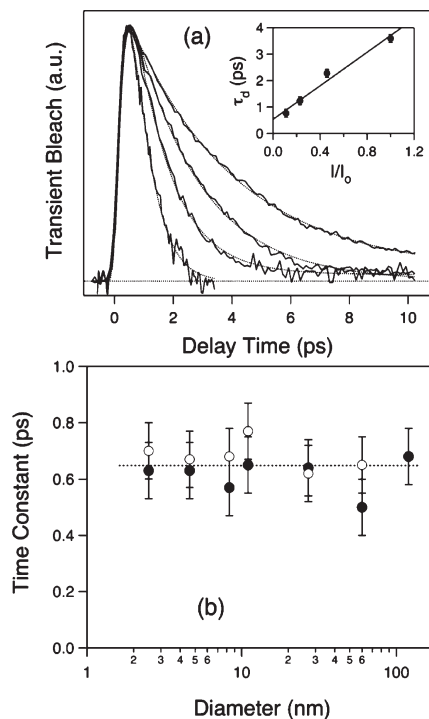 (a)
Transient Bleach (a.u.)
τd (ps)
4
3
2
1
0
0.0 0.4 0.8 1.2
I/Io
0 2 4 6 8 10
Delay Time (ps)
1.0
0.8
0.6
0.4
0.2
0.0
Time Constant (ps)
(b)
1 2 3 4 5 6 10 2 3 4 5 6 100
Diameter (nm)